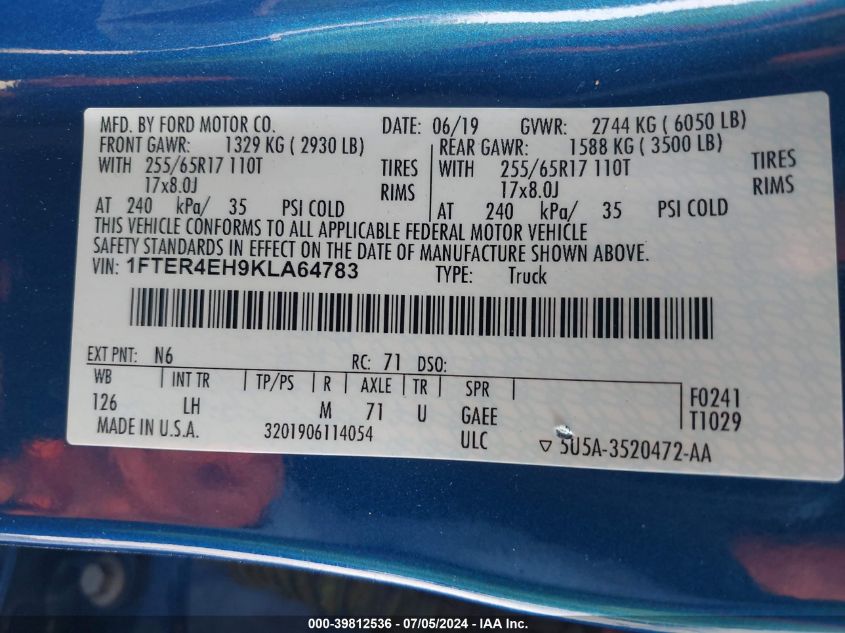 MFD. BY FORD MOTOR CO. DATE: 06/19 GVWR: 2744 KG ( 6050 LB)
FRONT GAWR: 1329 KG ( 2930 LB) REAR GAWR: 1588 KG ( 3500 LB)
WITH 255/65R17 110T TIRES WITH 255/65R17 110T TIRES
17x8.0J RIMS 17x8.0J RIMS
AT 240 kPa/ 35 PSI COLD AT 240 kPa/ 35 PSI COLD
THIS VEHICLE CONFORMS TO ALL APPLICABLE FEDERAL MOTOR VEHICLE
SAFETY STANDARDS IN EFFECT ON THE DATE OF MANUFACTURE SHOWN ABOVE.
VIN: 1FTER4EH9KLA64783 TYPE: Truck
EXT PNT: N6 RC: 71 DSO:
WB INT TR TP/PS R AXLE TR SPR F0241
126 LH M 71 U GAEE T1029
MADE IN U.S.A. 3201906114054 ULC ▽ 5U5A-3520472-AA
000-39812536 - 07/05/2024 - IAA Inc.